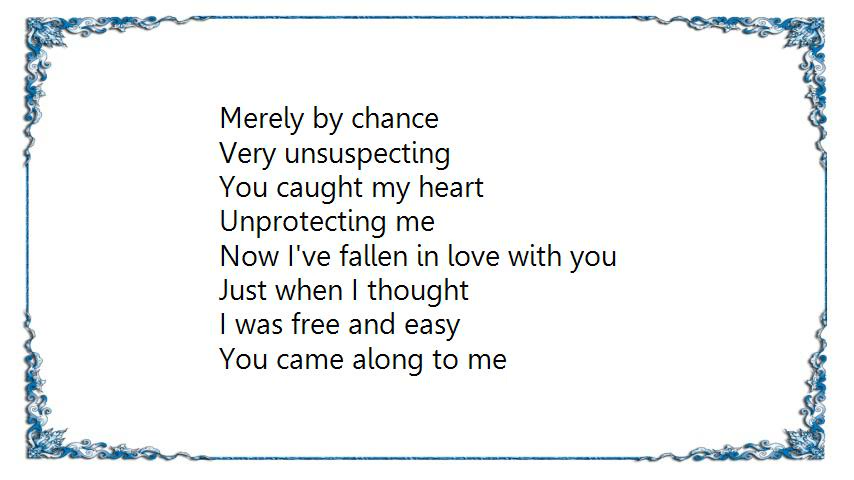 Merely by chance
Very unsuspecting
You caught my heart
Unprotecting me
Now I've fallen in love with you
Just when I thought
I was free and easy
You came along to me